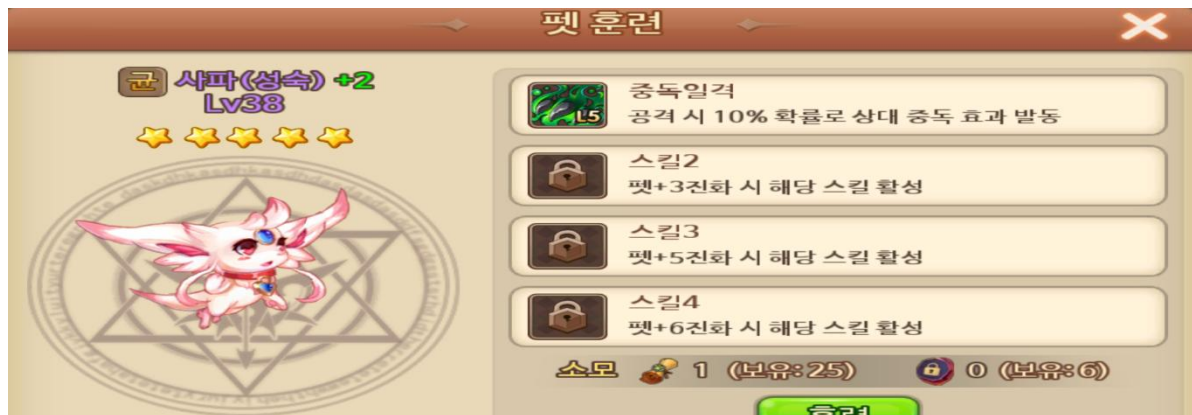 펫 훈련
균 사파(성숙) +2
Lv38
L5
중독일격
공격 시 10% 확률로 상대 중독 효과 발동
스킬2
펫+3진화 시 해당 스킬 활성
스킬3
펫+5진화 시 해당 스킬 활성
스킬4
펫+6진화 시 해당 스킬 활성
소모 1 (보유:25) 0 (보유:6)
훈련